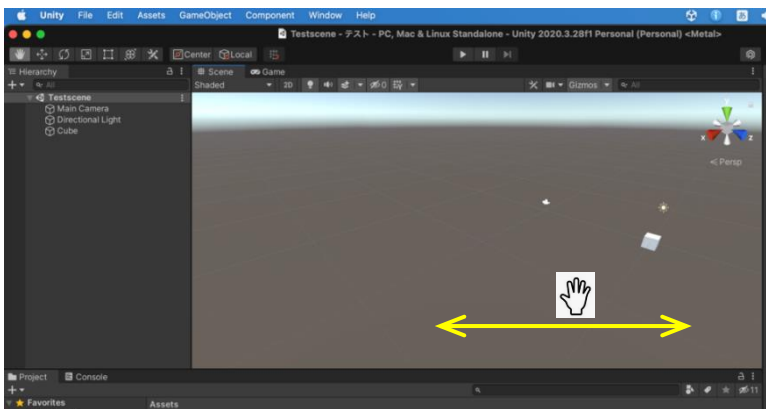 Unity File Edit Assets GameObject Component Window Help
Testscene - テスト - PC, Mac & Linux Standalone - Unity 2020.3.28f1 Personal (Personal) <Metal>
Center Local
Hierarchy
Scene Game
All
Shaded 2D 0 Gizmos All
Testscene
Main Camera
Directional Light
Cube
Y
x z
Persp
Project Console
11
Favorites Assets